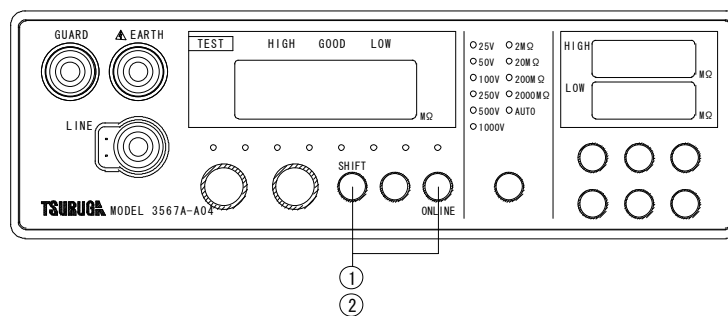 GUARD
⚠ EARTH
LINE
TSURUGA MODEL 3567A-A04
TEST HIGH GOOD LOW
MΩ
SHIFT
ONLINE
25V 2MΩ
50V 20MΩ
100V 200MΩ
250V 2000MΩ
500V AUTO
1000V
HIGH
MΩ
LOW
MΩ
①
②